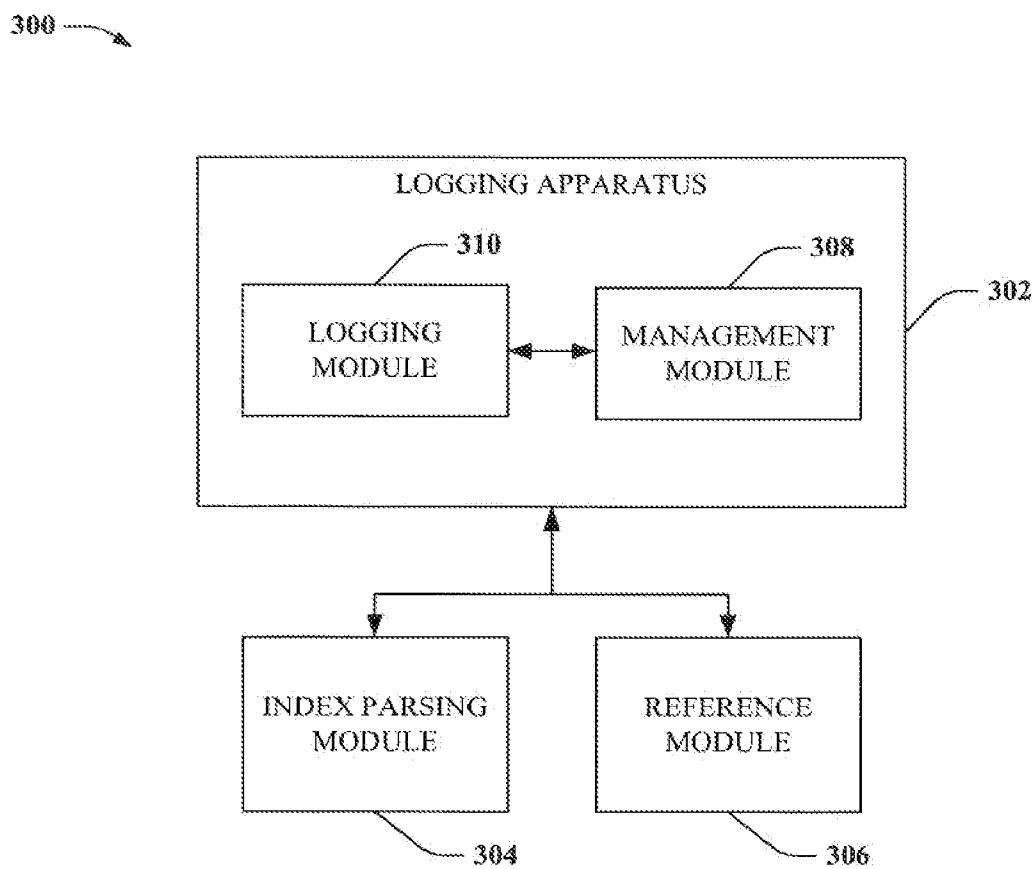 300
LOGGING APPARATUS
310
308
302
LOGGING
MODULE
MANAGEMENT
MODULE
INDEX PARSING
MODULE
REFERENCE
MODULE
304
306